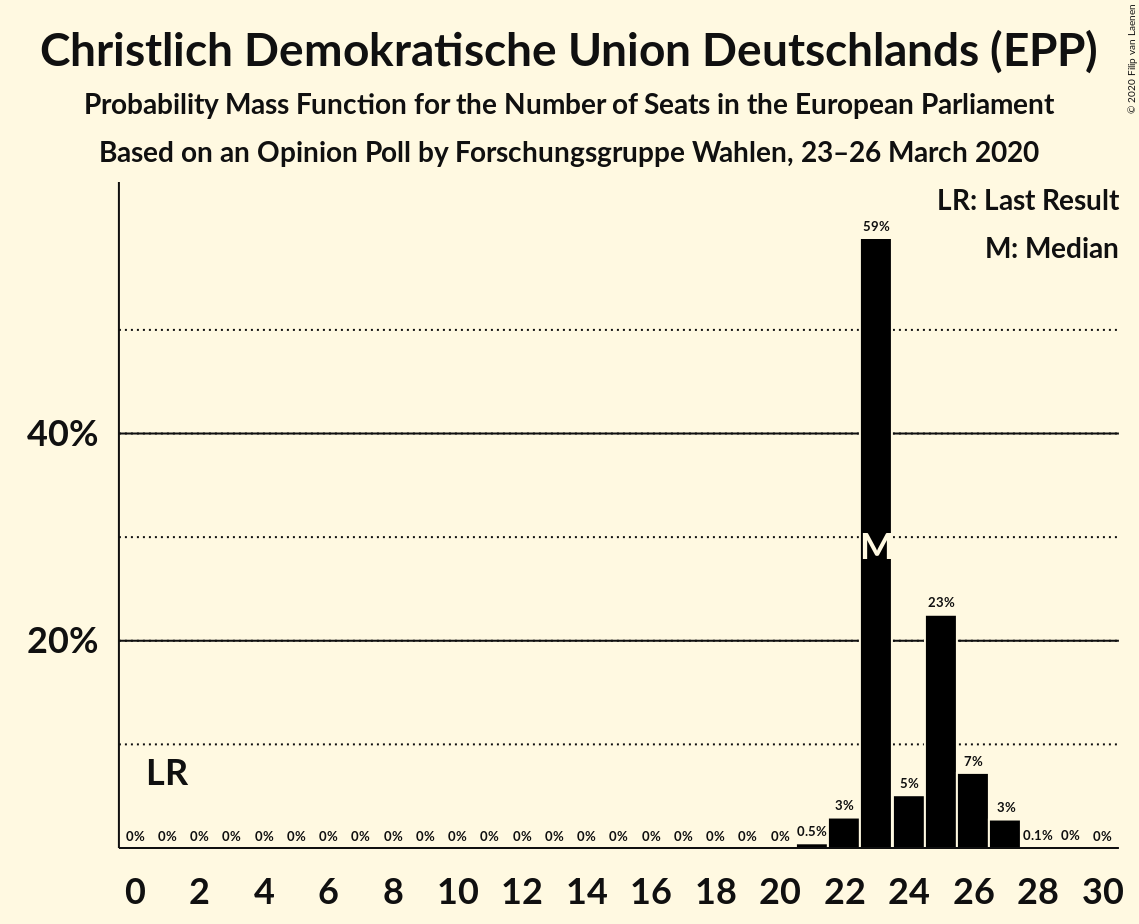 Christlich Demokratische Union Deutschlands (EPP)
Probability Mass Function for the Number of Seats in the European Parliament
Based on an Opinion Poll by Forschungsgruppe Wahlen, 23–26 March 2020
© 2020 Filip van Laenen
LR: Last Result
M: Median
59%
40%
M
23%
20%
LR
7%
5%
3%
3%
0% 0% 0% 0% 0% 0% 0% 0% 0% 0% 0% 0% 0% 0% 0% 0% 0% 0% 0% 0% 0% 0.5% 0.1% 0% 0%
0 2 4 6 8 10 12 14 16 18 20 22 24 26 28 30